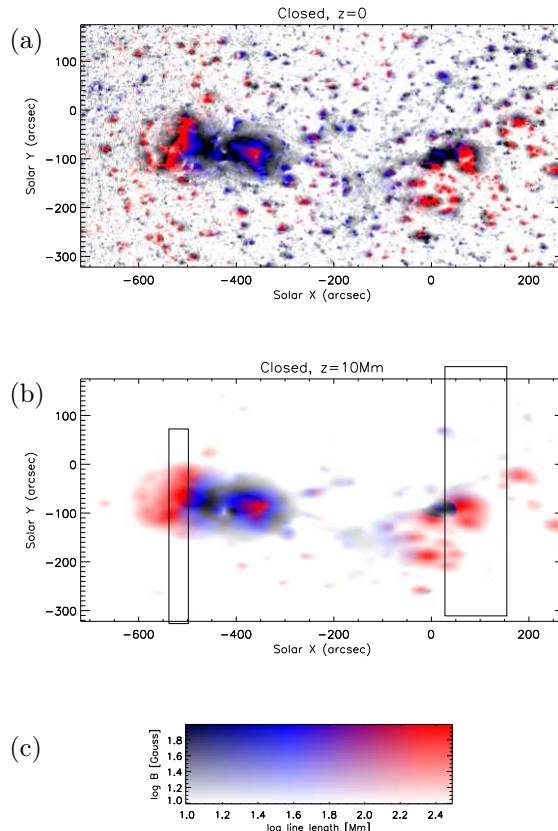 Closed, z=0
(a)
100
0
−100
−200
−300
Solar Y (arcsec)
−600 −400 −200 0 200
Solar X (arcsec)
Closed, z=10Mm
(b)
100
0
−100
−200
−300
Solar Y (arcsec)
−600 −400 −200 0 200
Solar X (arcsec)
(c)
1.8
1.6
1.4
1.2
1.0
log B [Gauss]
1.0 1.2 1.4 1.6 1.8 2.0 2.2 2.4
log line length [Mm]